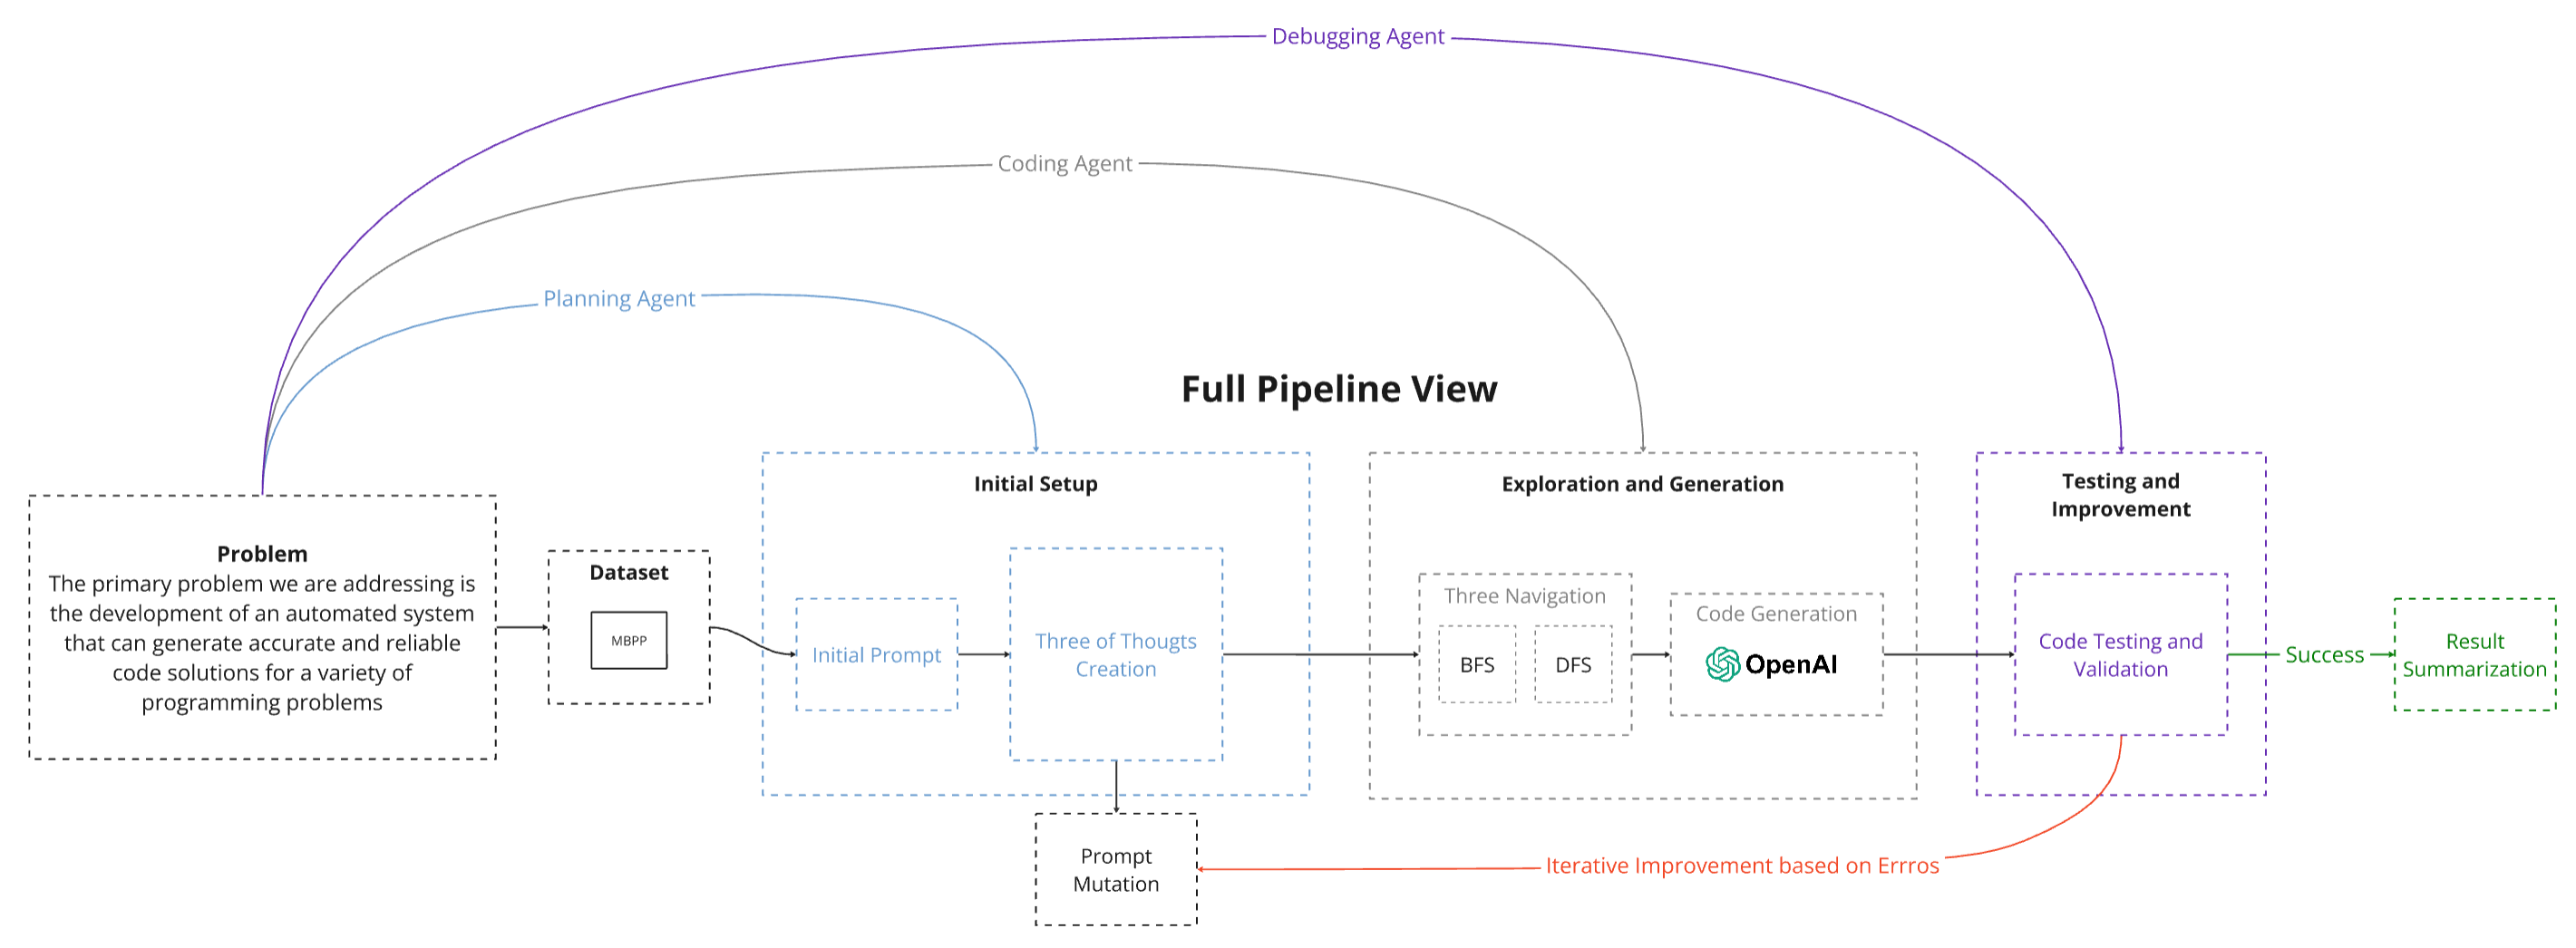 Debugging Agent
Coding Agent
Planning Agent
Full Pipeline View
Problem
The primary problem we are addressing is
the development of an automated system
that can generate accurate and reliable
code solutions for a variety of
programming problems
Dataset
MBPP
Initial Setup
Initial Prompt
Three of Thougts
Creation
Prompt
Mutation
Exploration and Generation
Three Navigation
BFS
DFS
Code Generation
OpenAI
Testing and
Improvement
Code Testing and
Validation
Success
Result
Summarization
Iterative Improvement based on Errros